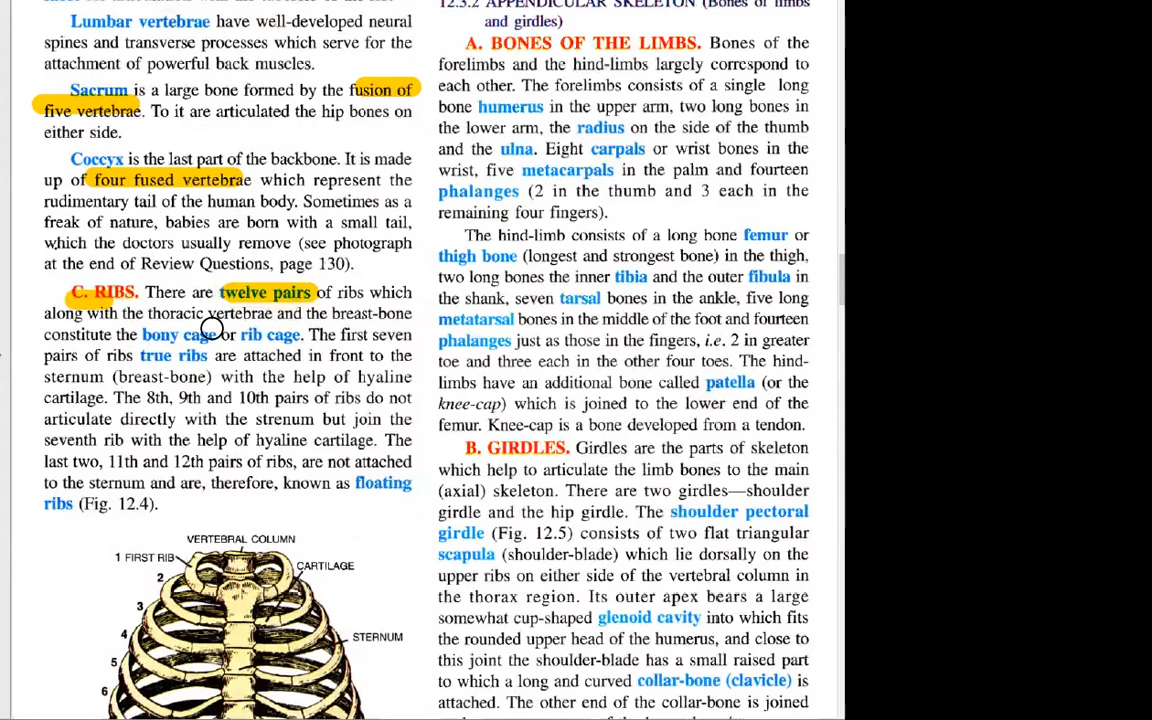 Lumbar vertebrae have well-developed neural
spines and transverse processes which serve for the
attachment of powerful back muscles.
Sacrum is a large bone formed by the fusion of
five vertebrae. To it are articulated the hip bones on
either side.
Coccyx is the last part of the backbone. It is made
up of four fused vertebrae which represent the
rudimentary tail of the human body. Sometimes as a
freak of nature, babies are born with a small tail,
which the doctors usually remove (see photograph
at the end of Review Questions, page 130).
C. RIBS. There are twelve pairs of ribs which
along with the thoracic vertebrae and the breast-bone
constitute the bony cage or rib cage. The first seven
pairs of ribs true ribs are attached in front to the
sternum (breast-bone) with the help of hyaline
cartilage. The 8th, 9th and 10th pairs of ribs do not
articulate directly with the strenum but join the
seventh rib with the help of hyaline cartilage. The
last two, 11th and 12th pairs of ribs, are not attached
to the sternum and are, therefore, known as floating
ribs (Fig. 12.4).
VERTEBRAL COLUMN
1 FIRST RIB
CARTILAGE
2
3
4
STERNUM
5
6
12.3.2 APPENDICULAR SKELETON (Bones of limbs
and girdles)
A. BONES OF THE LIMBS. Bones of the
forelimbs and the hind-limbs largely correspond to
each other. The forelimbs consists of a single long
bone humerus in the upper arm, two long bones in
the lower arm, the radius on the side of the thumb
and the ulna. Eight carpals or wrist bones in the
wrist, five metacarpals in the palm and fourteen
phalanges (2 in the thumb and 3 each in the
remaining four fingers).
The hind-limb consists of a long bone femur or
thigh bone (longest and strongest bone) in the thigh,
two long bones the inner tibia and the outer fibula in
the shank, seven tarsal bones in the ankle, five long
metatarsal bones in the middle of the foot and fourteen
phalanges just as those in the fingers, i.e. 2 in greater
toe and three each in the other four toes. The hind-
limbs have an additional bone called patella (or the
knee-cap) which is joined to the lower end of the
femur. Knee-cap is a bone developed from a tendon.
B. GIRDLES. Girdles are the parts of skeleton
which help to articulate the limb bones to the main
(axial) skeleton. There are two girdles—shoulder
girdle and the hip girdle. The shoulder pectoral
girdle (Fig. 12.5) consists of two flat triangular
scapula (shoulder-blade) which lie dorsally on the
upper ribs on either side of the vertebral column in
the thorax region. Its outer apex bears a large
somewhat cup-shaped glenoid cavity into which fits
the rounded upper head of the humerus, and close to
this joint the shoulder-blade has a small raised part
to which a long and curved collar-bone (clavicle) is
attached. The other end of the collar-bone is joined